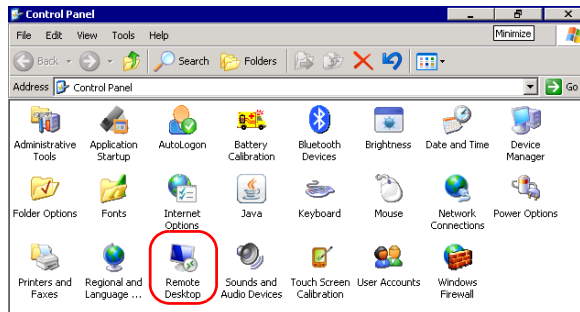 Control Panel
File Edit View Tools Help
Minimize
Back Search Folders
Address Control Panel Go
Administrative Tools
Application Startup
AutoLogon
Battery Calibration
Bluetooth Devices
Brightness
Date and Time
Device Manager
Folder Options
Fonts
Internet Options
Java
Keyboard
Mouse
Network Connections
Power Options
Printers and Faxes
Regional and Language ...
Remote Desktop
Sounds and Audio Devices
Touch Screen Calibration
User Accounts
Windows Firewall